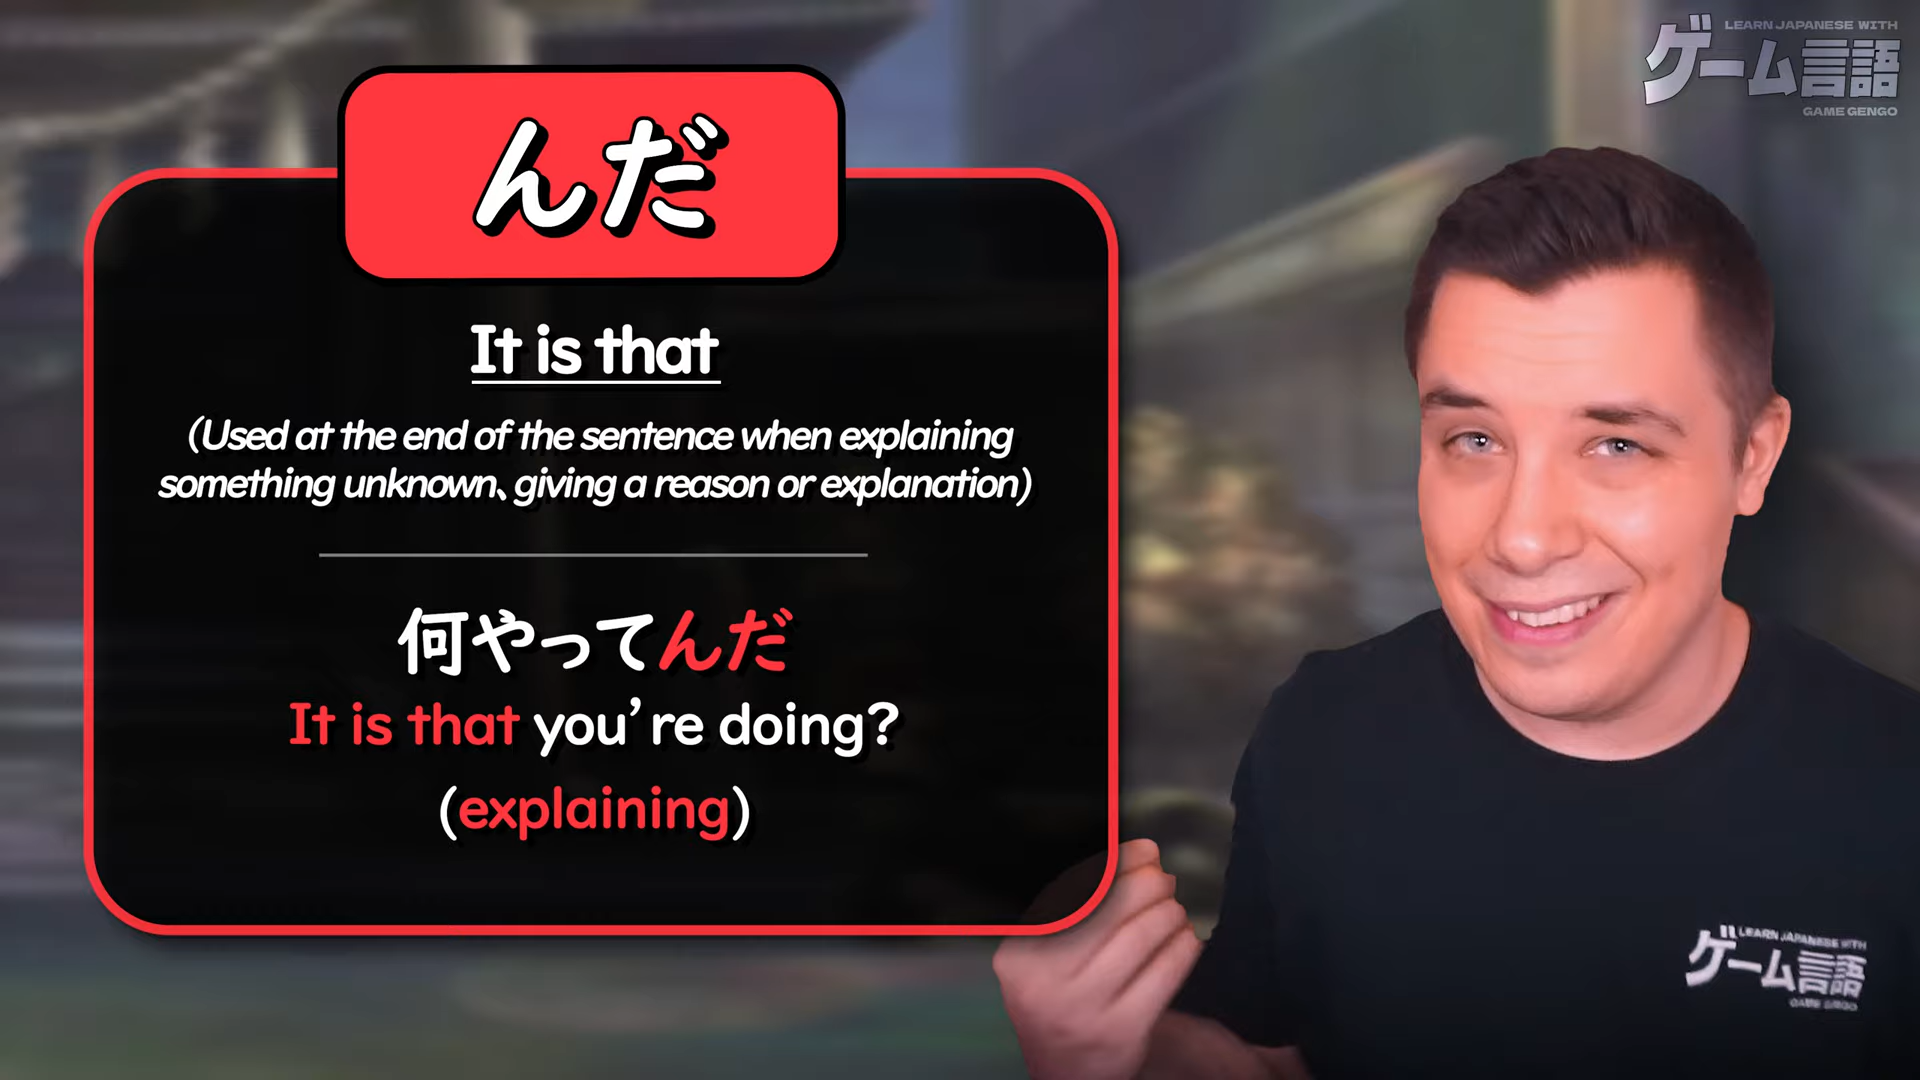 LEARN JAPANESE WITH
ゲーム言語
GAME GENGO
んだ
It is that
(Used at the end of the sentence when explaining
something unknown、giving a reason or explanation)
何やってんだ
It is that you're doing?
(explaining)
LEARN JAPANESE WITH
ゲーム言語
GAME GENGO